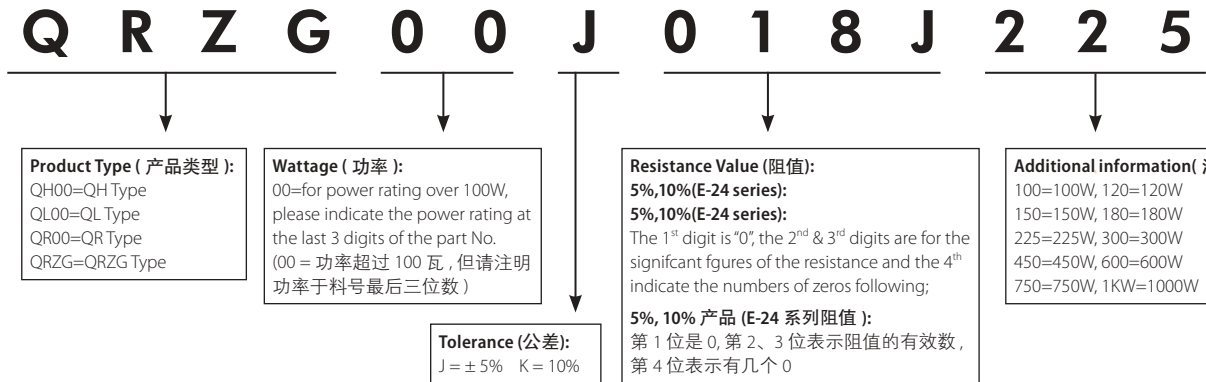 Q R Z G 0 0 J 0 1 8 J 2 2 5
Product Type ( 产品类型 ):
QH00=QH Type
QL00=QL Type
QR00=QR Type
QRZG=QRZG Type
Wattage ( 功率 ):
00=for power rating over 100W,
please indicate the power rating at
the last 3 digits of the part No.
(00 = 功率超过 100 瓦 , 但请注明
功率于料号最后三位数 )
Tolerance (公差):
J = ± 5% K = 10%
Resistance Value (阻值):
5%,10%(E-24 series):
5%,10%(E-24 series):
The 1st digit is “0”, the 2nd & 3rd digits are for the
signifcant fgures of the resistance and the 4th
indicate the numbers of zeros following;
5%, 10% 产品 (E-24 系列阻值 ):
第 1 位是 0, 第 2、3 位表示阻值的有效数 ,
第 4 位表示有几个 0
Additional information(
100=100W, 120=120W
150=150W, 180=180W
225=225W, 300=300W
450=450W, 600=600W
750=750W, 1KW=1000W